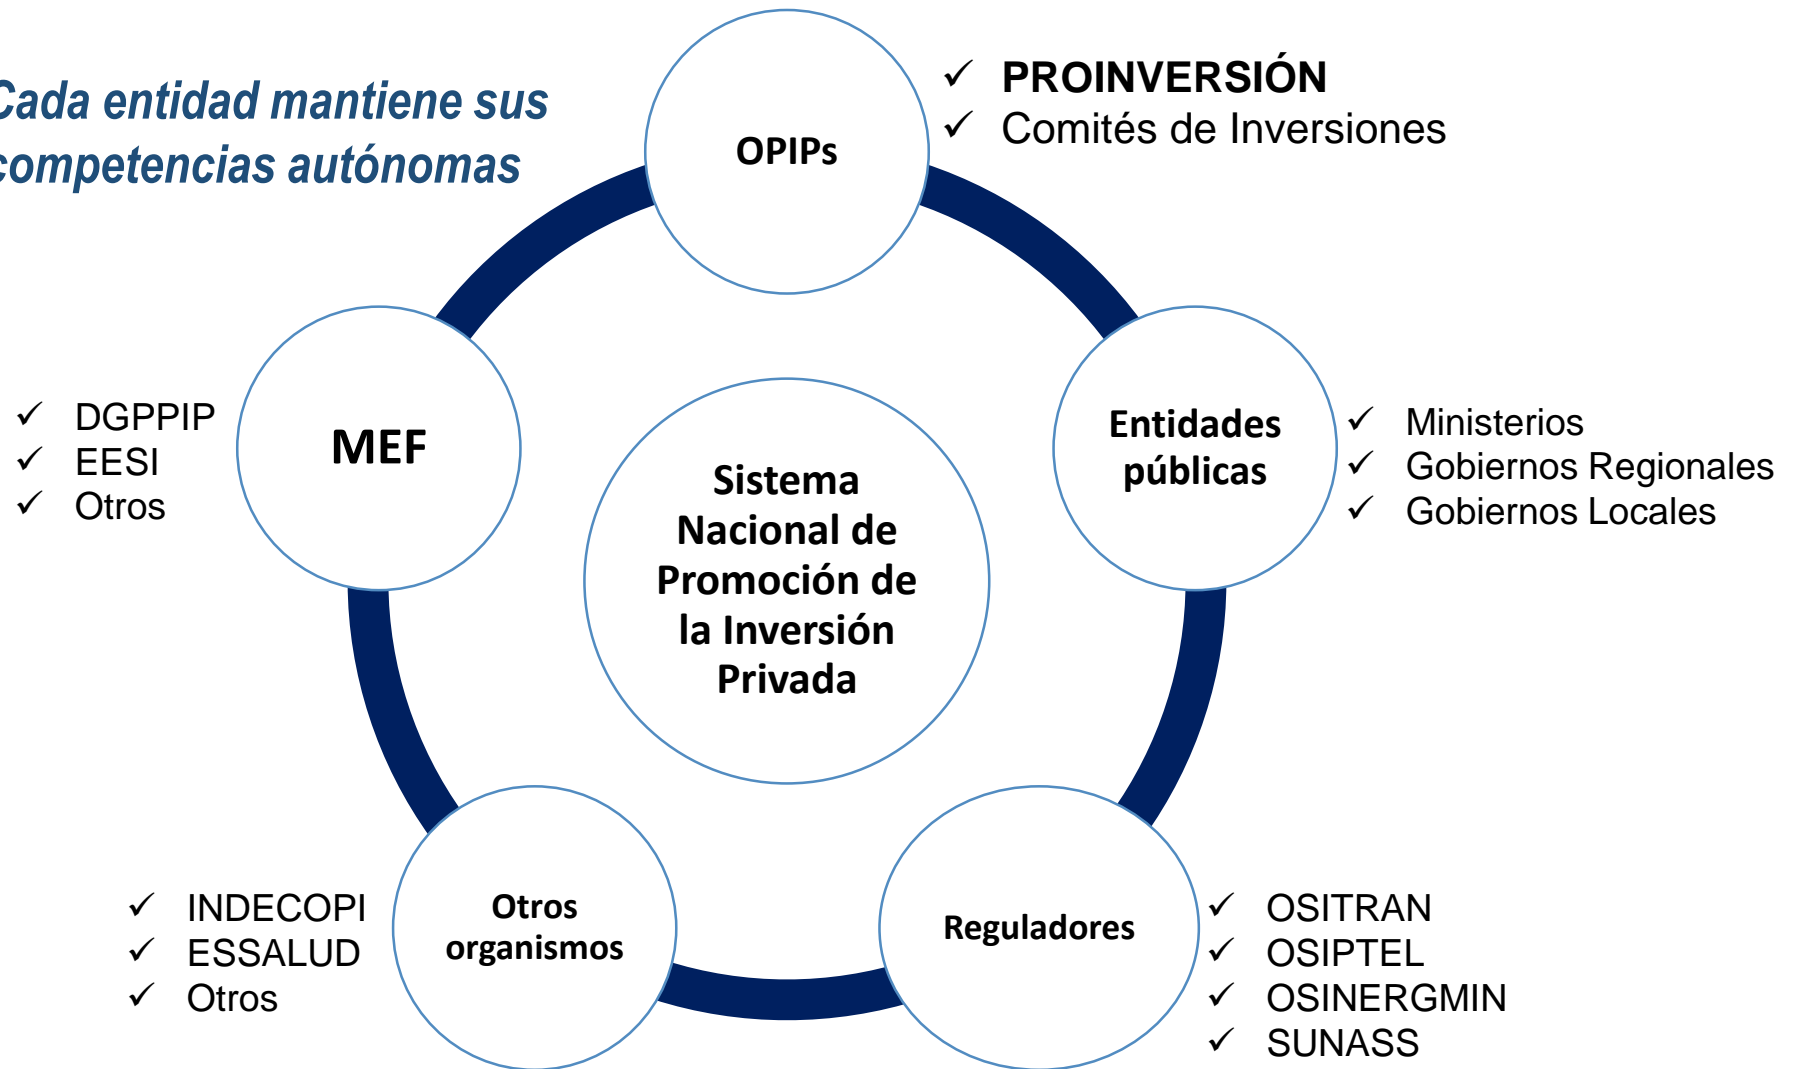 Cada entidad mantiene sus
competencias autónomas
OPIPs
✓ PROINVERSIÓN
✓ Comités de Inversiones
MEF
✓ DGPPIP
✓ EESI
✓ Otros
Entidades
públicas
✓ Ministerios
✓ Gobiernos Regionales
✓ Gobiernos Locales
Sistema
Nacional de
Promoción de
la Inversión
Privada
Otros
organismos
✓ INDECOPI
✓ ESSALUD
✓ Otros
Reguladores
✓ OSITRAN
✓ OSIPTEL
✓ OSINERGMIN
✓ SUNASS